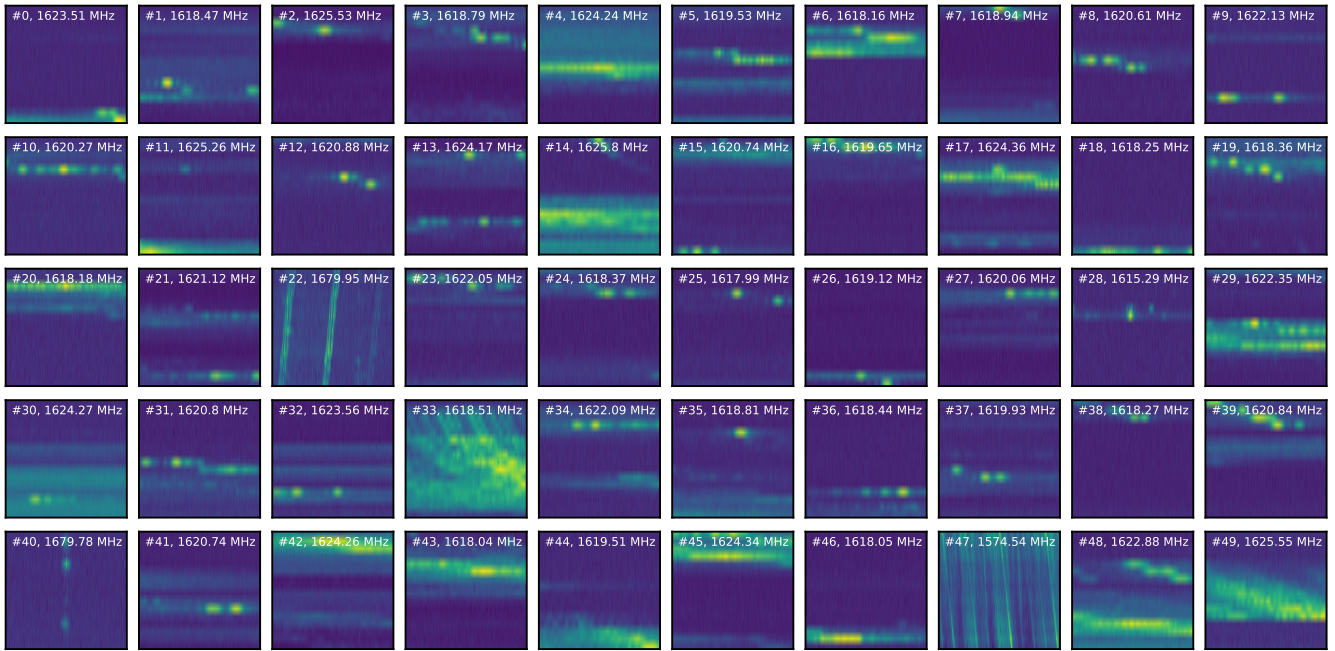 #0, 1623.51 MHz
#1, 1618.47 MHz
#2, 1625.53 MHz
#3, 1618.79 MHz
#4, 1624.24 MHz
#5, 1619.53 MHz
#6, 1618.16 MHz
#7, 1618.94 MHz
#8, 1620.61 MHz
#9, 1622.13 MHz
#10, 1620.27 MHz
#11, 1625.26 MHz
#12, 1620.88 MHz
#13, 1624.17 MHz
#14, 1625.8 MHz
#15, 1620.74 MHz
#16, 1619.65 MHz
#17, 1624.36 MHz
#18, 1618.25 MHz
#19, 1618.36 MHz
#20, 1618.18 MHz
#21, 1621.12 MHz
#22, 1679.95 MHz
#23, 1622.05 MHz
#24, 1618.37 MHz
#25, 1617.99 MHz
#26, 1619.12 MHz
#27, 1620.06 MHz
#28, 1615.29 MHz
#29, 1622.35 MHz
#30, 1624.27 MHz
#31, 1620.8 MHz
#32, 1623.56 MHz
#33, 1618.51 MHz
#34, 1622.09 MHz
#35, 1618.81 MHz
#36, 1618.44 MHz
#37, 1619.93 MHz
#38, 1618.27 MHz
#39, 1620.84 MHz
#40, 1679.78 MHz
#41, 1620.74 MHz
#42, 1624.26 MHz
#43, 1618.04 MHz
#44, 1619.51 MHz
#45, 1624.34 MHz
#46, 1618.05 MHz
#47, 1574.54 MHz
#48, 1622.88 MHz
#49, 1625.55 MHz